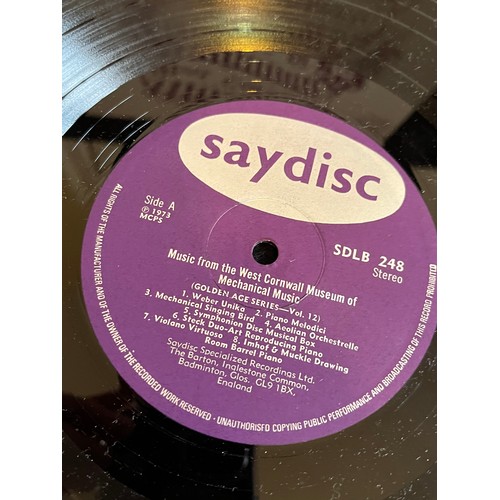 saydisc
Side A
℗ 1973
MCPS
SDLB 248
Stereo
Music from the West Cornwall Museum of
Mechanical Music
(GOLDEN AGE SERIES—Vol. 12)
1. Weber Unika 2. Piano Melodici
3. Mechanical Singing Bird 4. Aeolian Orchestrelle
5. Symphonion Disc Musical Box
6. Steck Duo-Art Reproducing Piano
7. Violano Virtuoso 8. Imhof & Muckle Drawing
Room Barrel Piano
Saydisc Specialized Recordings Ltd.
The Barton, Inglestone Common,
Badminton, Glos. GL9 1BX,
England
ALL RIGHTS OF THE MANUFACTURER AND OF THE OWNER OF THE RECORDED WORK RESERVED - UNAUTHORISED COPYING PUBLIC PERFORMANCE AND BROADCASTING OF THIS RECORD PROHIBITED